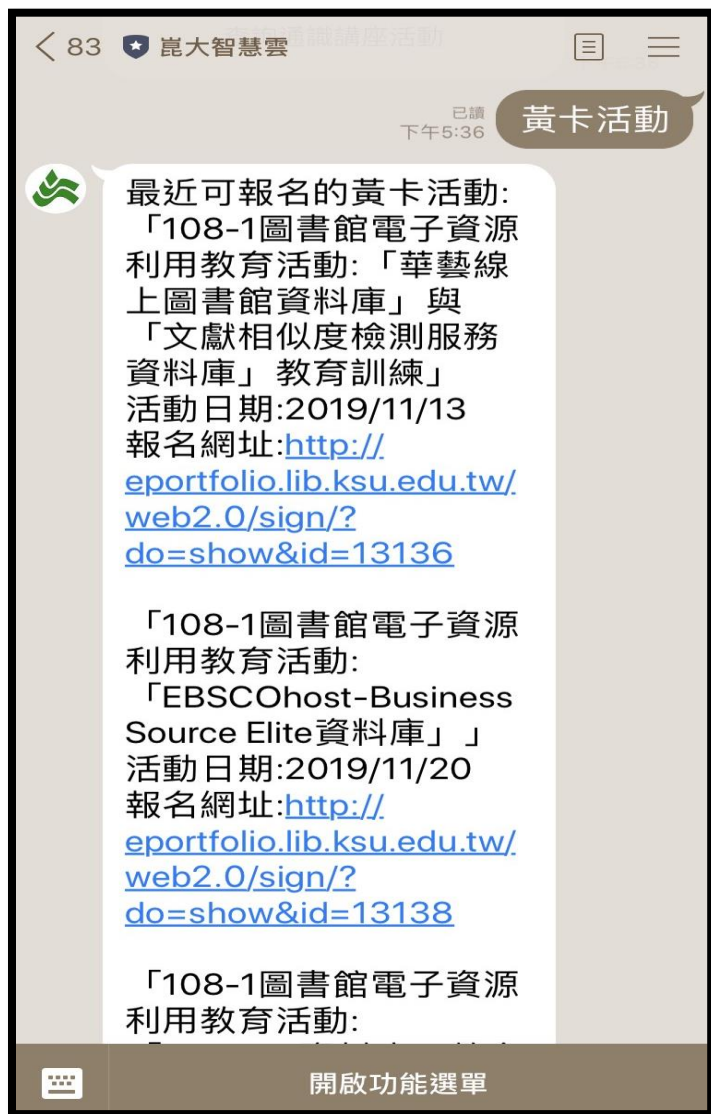 83 崑大智慧雲
已讀
下午5:36
黃卡活動
最近可報名的黃卡活動:
「108-1圖書館電子資源
利用教育活動:「華藝線
上圖書館資料庫」與
「文獻相似度檢測服務
資料庫」教育訓練」
活動日期:2019/11/13
報名網址:http://
eportfolio.lib.ksu.edu.tw/
web2.0/sign/?
do=show&id=13136
「108-1圖書館電子資源
利用教育活動:
「EBSCOhost-Business
Source Elite資料庫」」
活動日期:2019/11/20
報名網址:http://
eportfolio.lib.ksu.edu.tw/
web2.0/sign/?
do=show&id=13138
「108-1圖書館電子資源
利用教育活動:
開啟功能選單